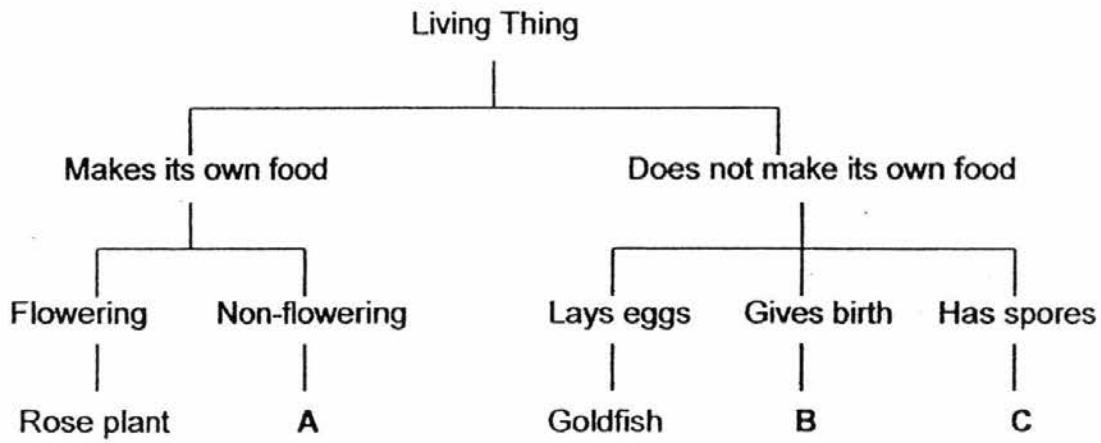 Living Thing
Makes its own food Does not make its own food
Flowering Non-flowering Lays eggs Gives birth Has spores
Rose plant A Goldfish B C